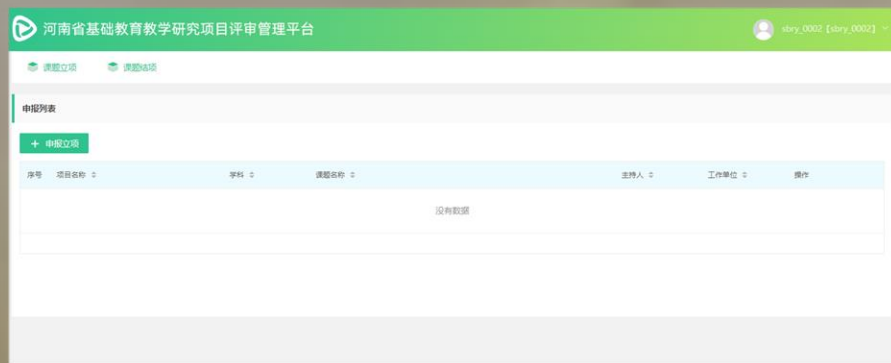 河南省基础教育教学研究项目评审管理平台 sbry_0002 [sbry_0002]
课题立项 课题结项
申报列表
+ 申报立项
序号 项目名称 学科 课题名称 主持人 工作单位 操作
没有数据